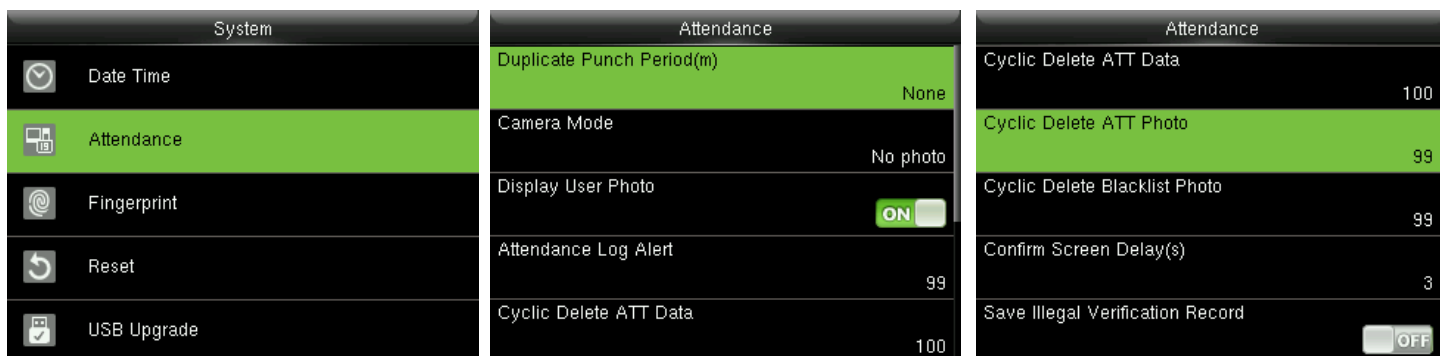 System
Date Time
Attendance
19
Fingerprint
Reset
USB Upgrade
Attendance
Duplicate Punch Period(m)
None
Camera Mode
No photo
Display User Photo
ON
Attendance Log Alert
99
Cyclic Delete ATT Data
100
Attendance
Cyclic Delete ATT Data
100
Cyclic Delete ATT Photo
99
Cyclic Delete Blacklist Photo
99
Confirm Screen Delay(s)
3
Save Illegal Verification Record
OFF